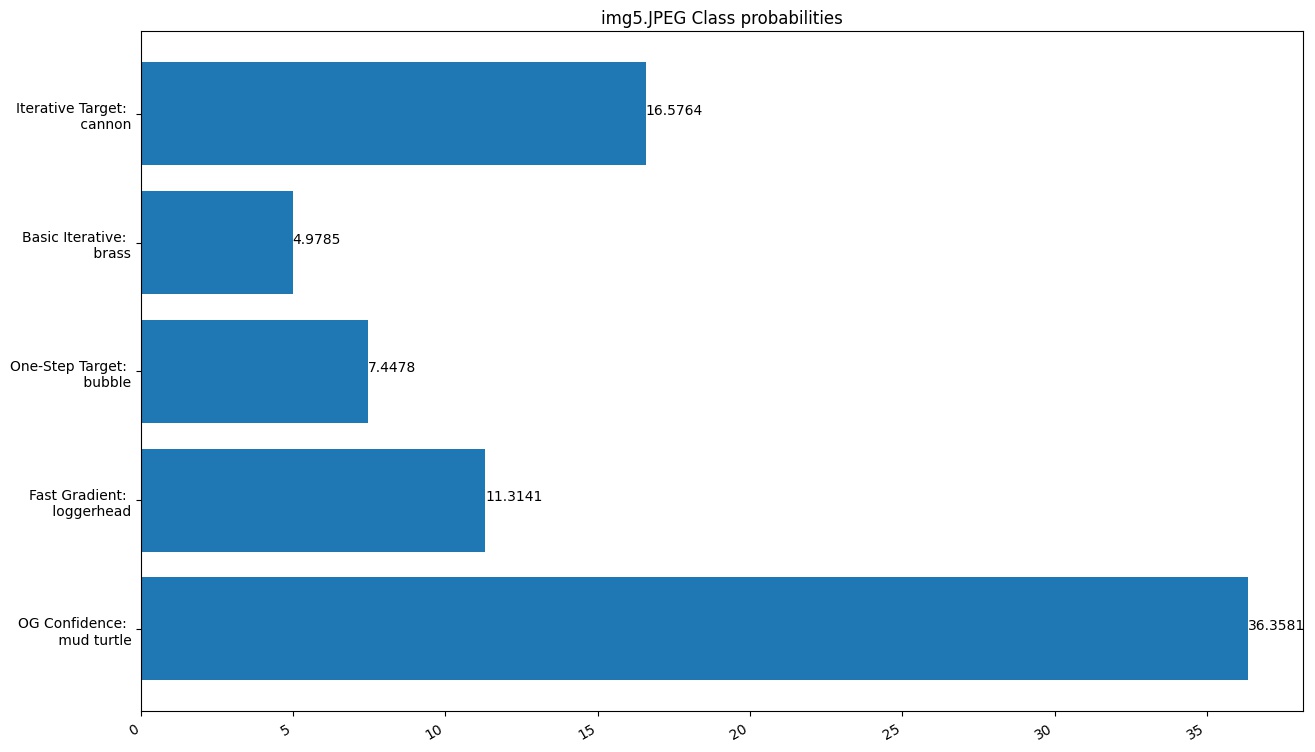 img5.JPEG Class probabilities
Iterative Target:
cannon
16.5764
Basic Iterative:
brass
4.9785
One-Step Target:
bubble
7.4478
Fast Gradient:
loggerhead
11.3141
OG Confidence:
mud turtle
36.3581
0
5
10
15
20
25
30
35